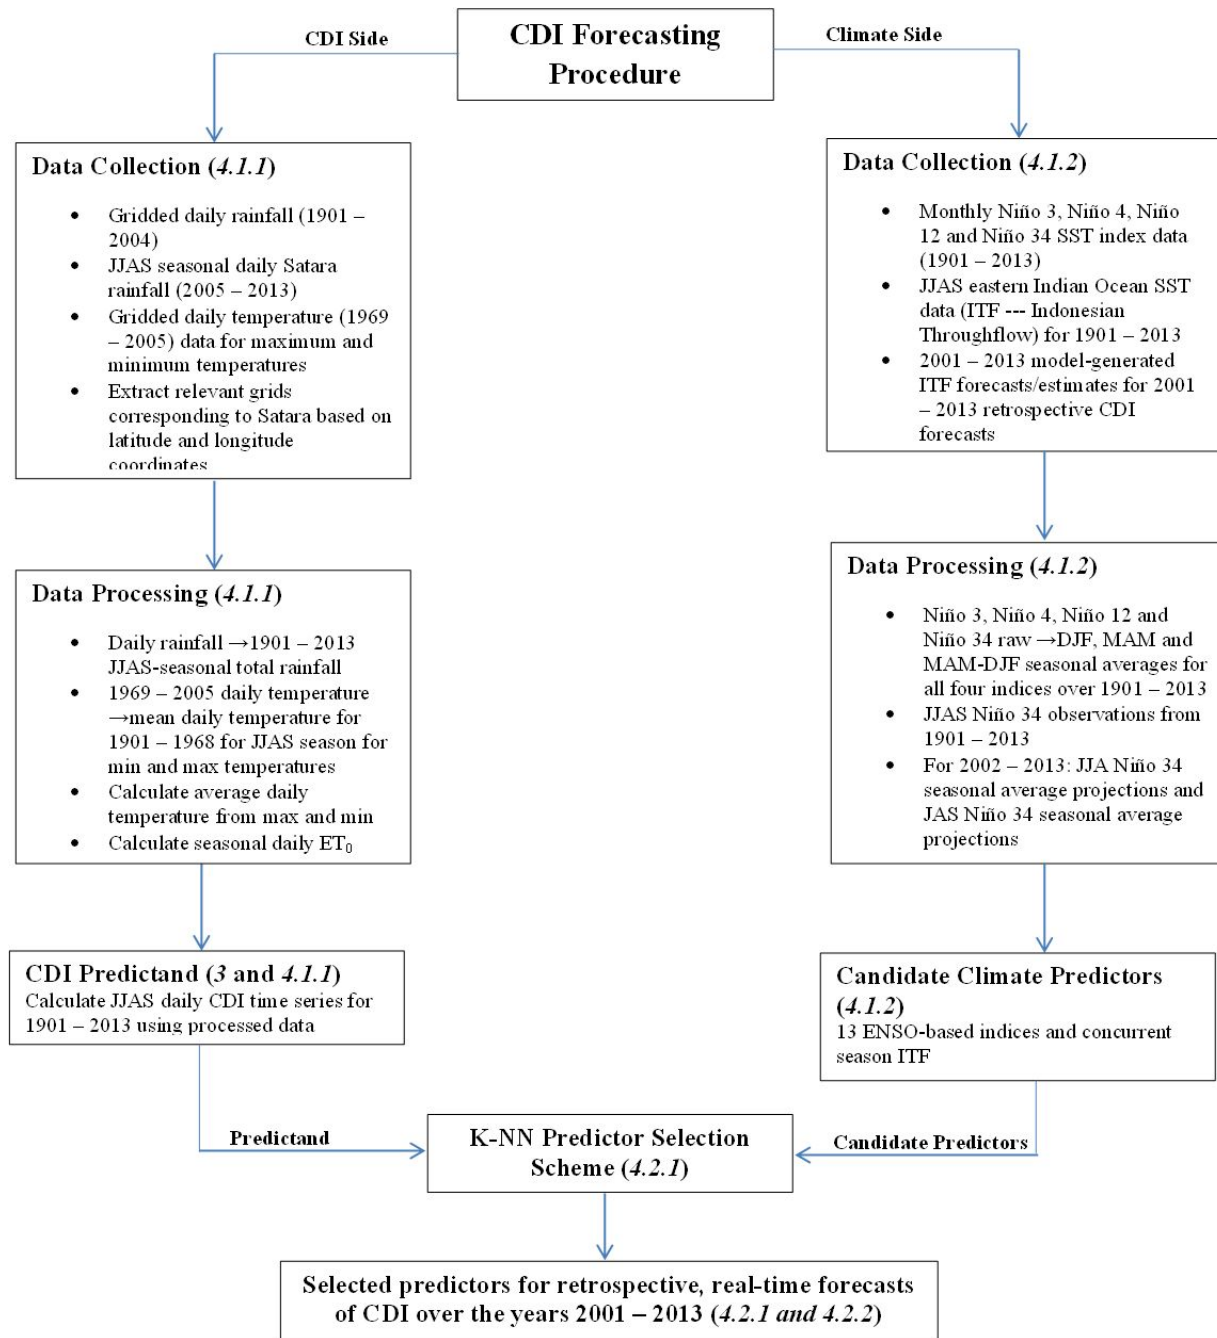 CDI Forecasting
Procedure
CDI Side
Climate Side
Data Collection (4.1.1)
• Gridded daily rainfall (1901 –
2004)
• JJAS seasonal daily Satara
rainfall (2005 – 2013)
• Gridded daily temperature (1969
– 2005) data for maximum and
minimum temperatures
• Extract relevant grids
corresponding to Satara based on
latitude and longitude
coordinates
Data Collection (4.1.2)
• Monthly Niño 3, Niño 4, Niño
12 and Niño 34 SST index data
(1901 – 2013)
• JJAS eastern Indian Ocean SST
data (ITF --- Indonesian
Throughflow) for 1901 – 2013
• 2001 – 2013 model-generated
ITF forecasts/estimates for 2001
– 2013 retrospective CDI
forecasts
Data Processing (4.1.1)
• Daily rainfall →1901 – 2013
JJAS-seasonal total rainfall
• 1969 – 2005 daily temperature
→mean daily temperature for
1901 – 1968 for JJAS season for
min and max temperatures
• Calculate average daily
temperature from max and min
• Calculate seasonal daily ET₀
Data Processing (4.1.2)
• Niño 3, Niño 4, Niño 12 and
Niño 34 raw →DJF, MAM and
MAM-DJF seasonal averages for
all four indices over 1901 – 2013
• JJAS Niño 34 observations from
1901 – 2013
• For 2002 – 2013: JJA Niño 34
seasonal average projections and
JAS Niño 34 seasonal average
projections
CDI Predictand (3 and 4.1.1)
Calculate JJAS daily CDI time series for
1901 – 2013 using processed data
Candidate Climate Predictors
(4.1.2)
13 ENSO-based indices and concurrent
season ITF
Predictand
Candidate Predictors
K-NN Predictor Selection
Scheme (4.2.1)
Selected predictors for retrospective, real-time forecasts
of CDI over the years 2001 – 2013 (4.2.1 and 4.2.2)